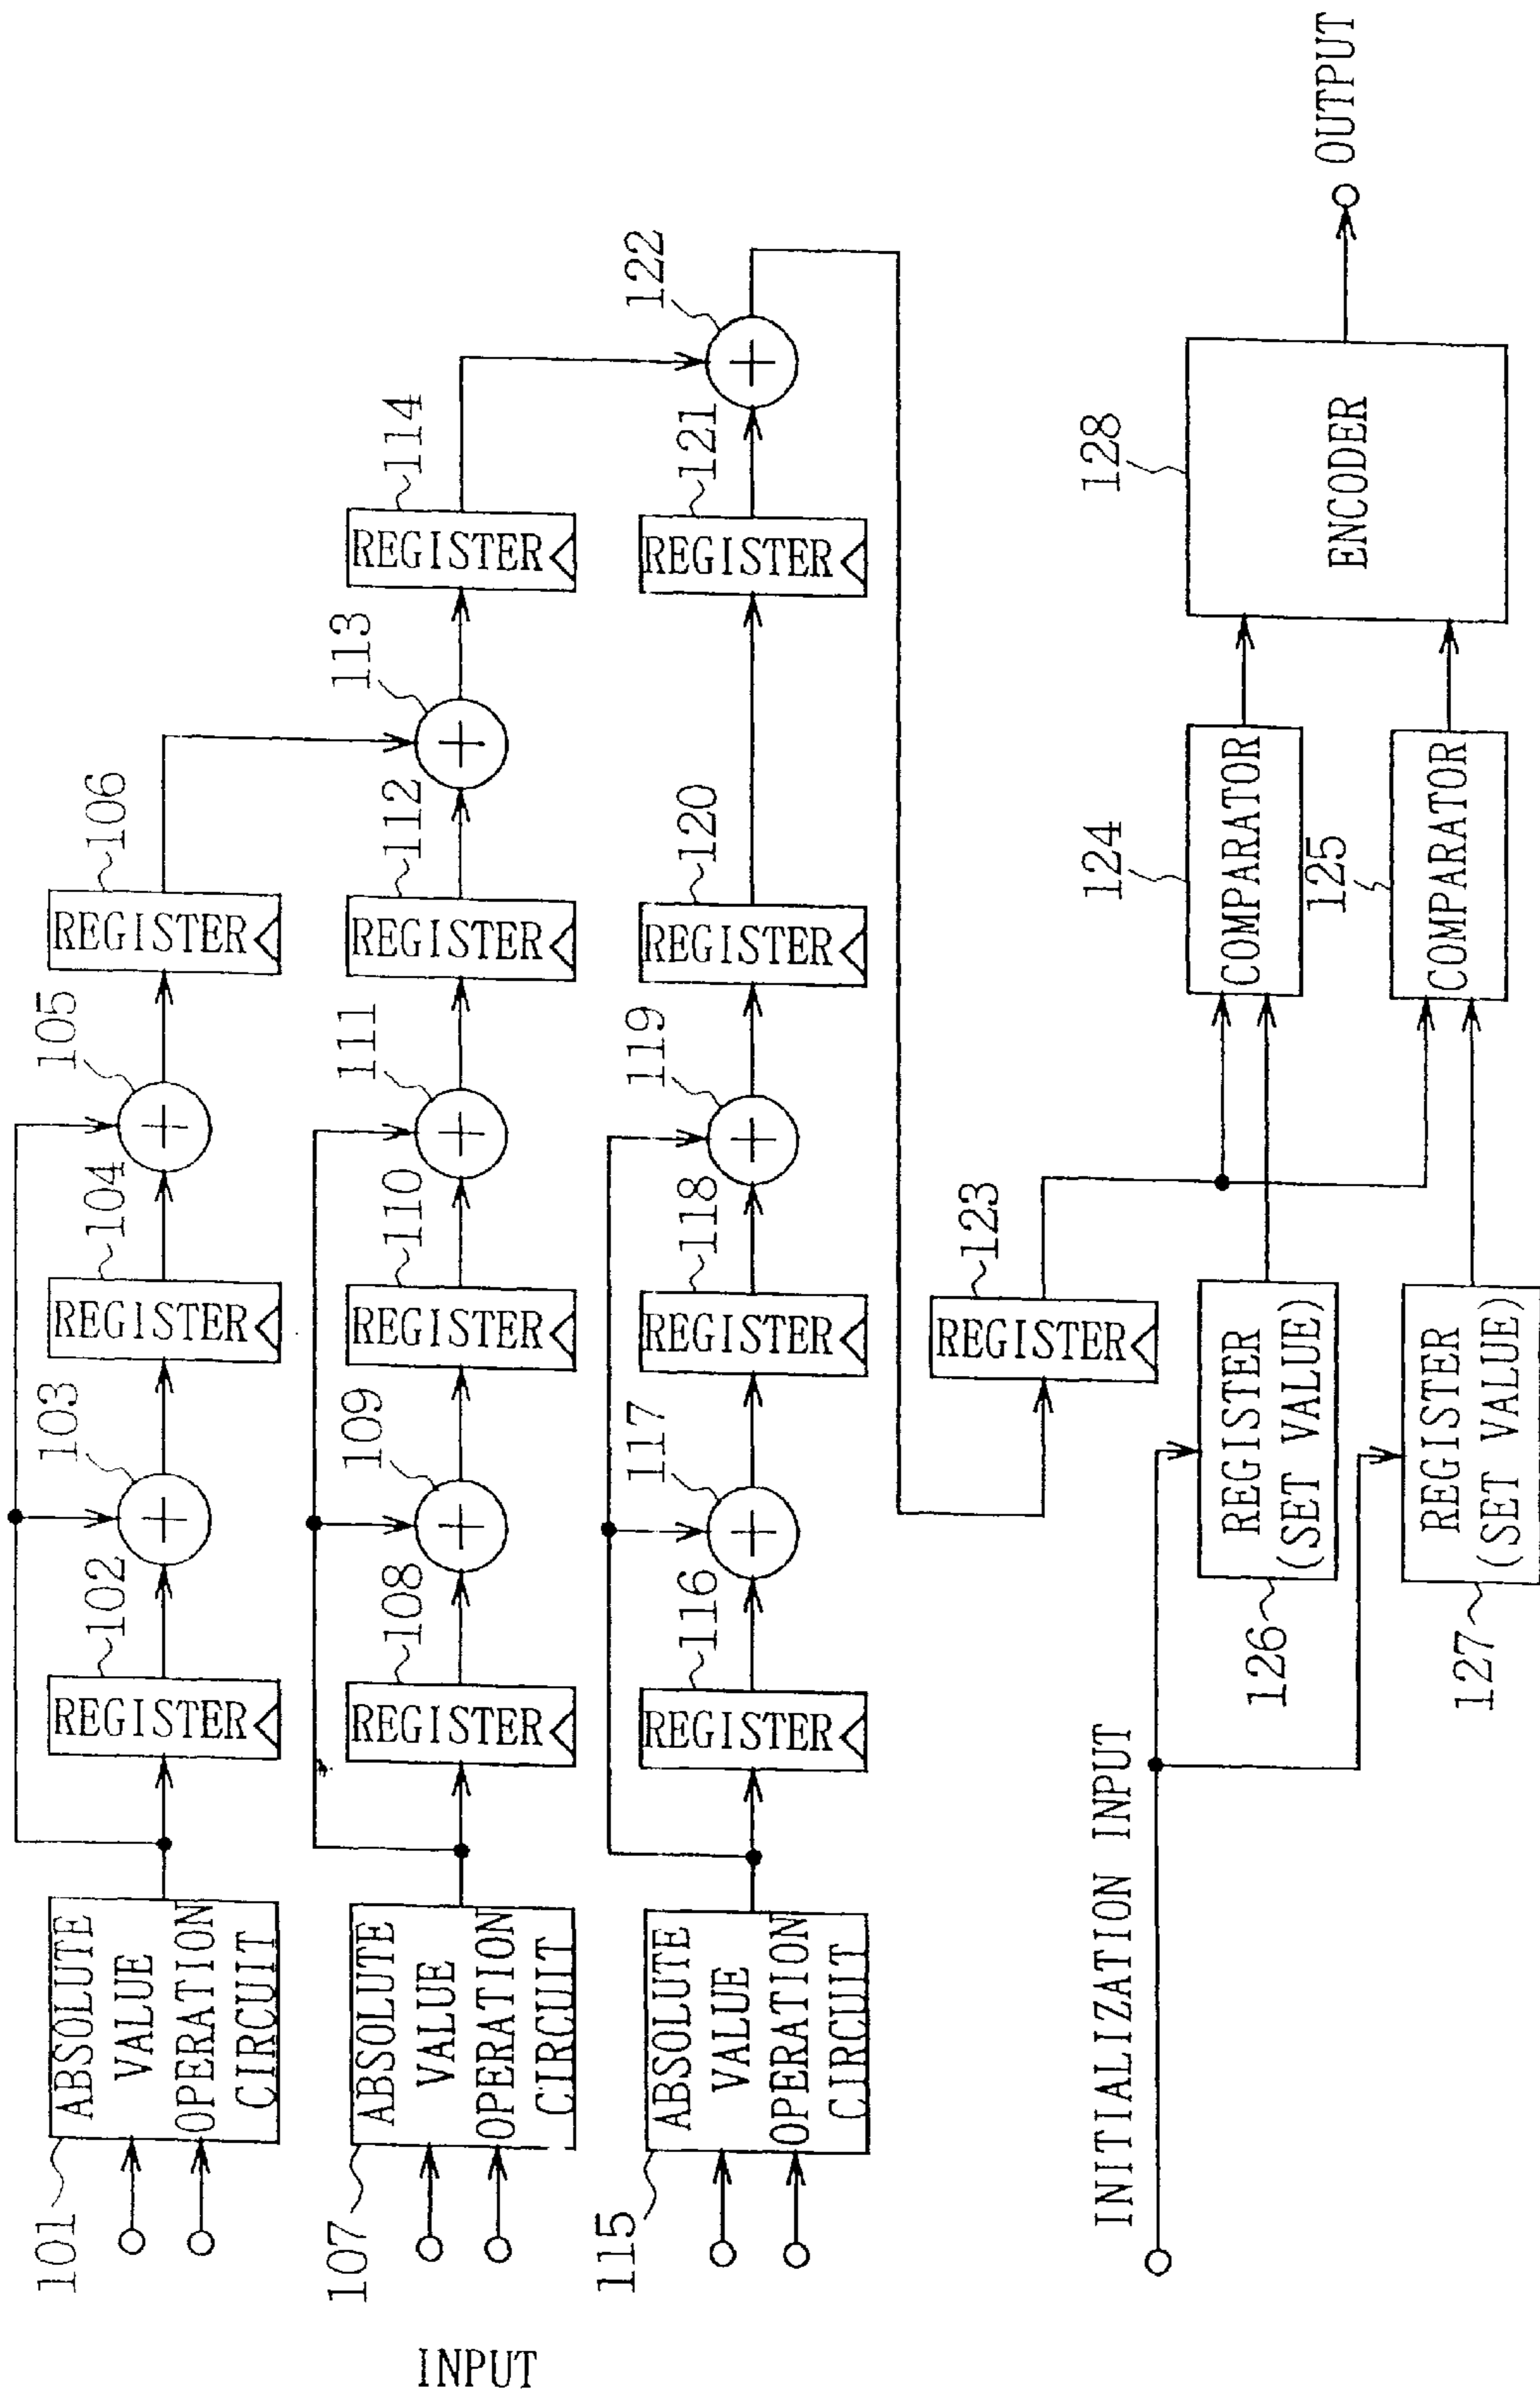 INPUT
101
ABSOLUTE
VALUE
OPERATION
CIRCUIT
102
REGISTER
103
104
REGISTER
105
106
REGISTER
107
ABSOLUTE
VALUE
OPERATION
CIRCUIT
108
REGISTER
109
110
REGISTER
111
112
REGISTER
113
114
REGISTER
115
ABSOLUTE
VALUE
OPERATION
CIRCUIT
116
REGISTER
117
118
REGISTER
119
120
REGISTER
121
REGISTER
122
123
REGISTER
INITIALIZATION INPUT
126
REGISTER
(SET VALUE)
127
REGISTER
(SET VALUE)
124
COMPARATOR
125
COMPARATOR
128
ENCODER
OUTPUT